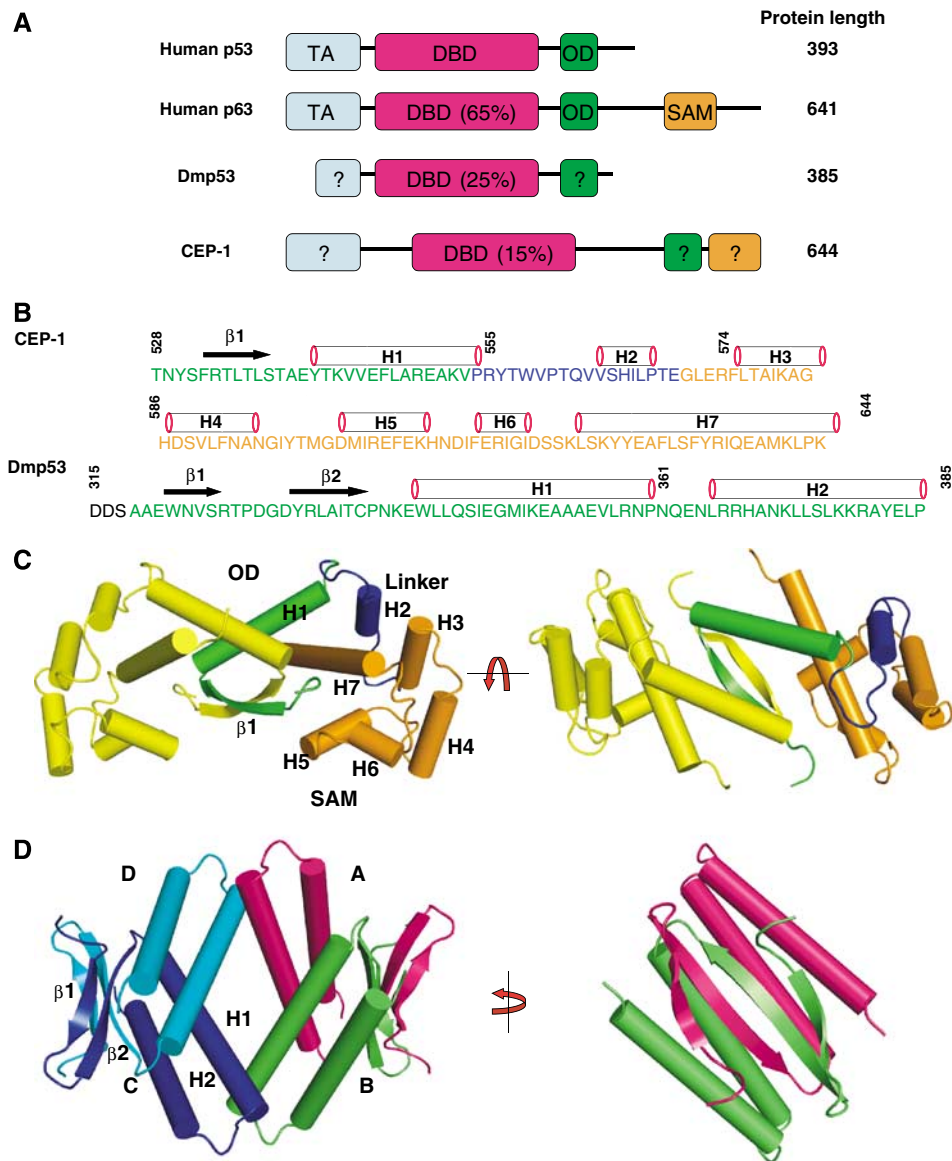 A
Protein length
Human p53 TA DBD OD 393
Human p63 TA DBD (65%) OD SAM 641
Dmp53 ? DBD (25%) ? 385
CEP-1 ? DBD (15%) ? ? 644
B
CEP-1 528 β1 H1 555 H2 574 H3
TNYSFRTLTLSTAEYTKVVEFLAREAKVPRYTWVPTQVVSHILPTEGLERFLTAIKAG
586 H4 H5 H6 H7 644
HDSVLFNANGIYTMGDMIREFEKHNDIFERIGIDSSKLSKYYEAFLSFYRIQEAMKLPK
Dmp53 315 β1 β2 H1 361 H2 385
DDSAAEWNVSRTPDGDYRLAITCPNKEWLLQSIEGMIKEAAAEVLRNPNQENLRRHANKLLSLKKRAYELP
C
OD Linker
H1 H2 H3
H7
β1 H4
H5 H6
SAM
D
D A
β1
H1
β2
C H2 B